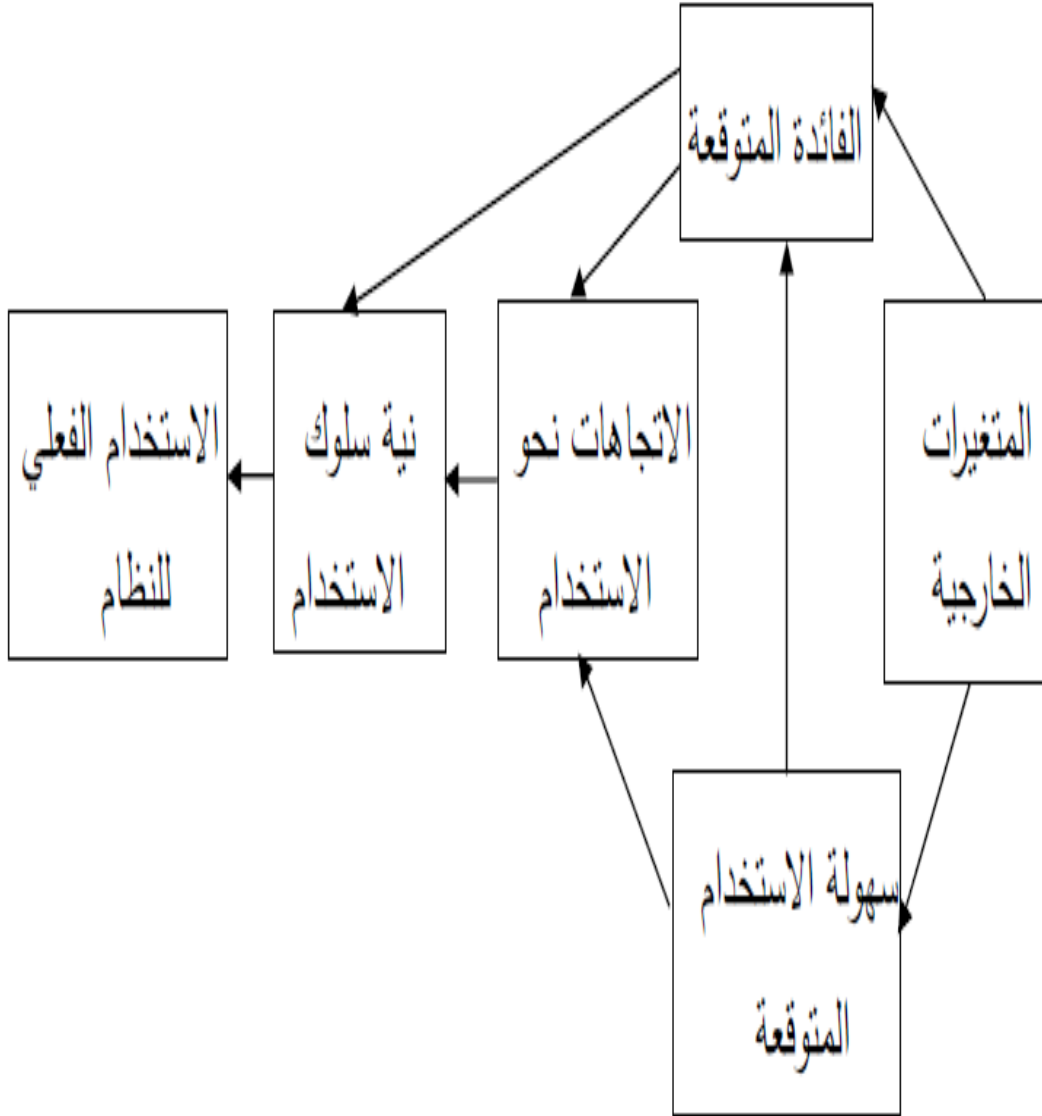 الفائدة المتوقعة
المتغيرات
الخارجية
الاتجاهات نحو
الاستخدام
نية سلوك
الاستخدام
الاستخدام الفعلي
للنظام
سهولة الاستخدام
المتوقعة